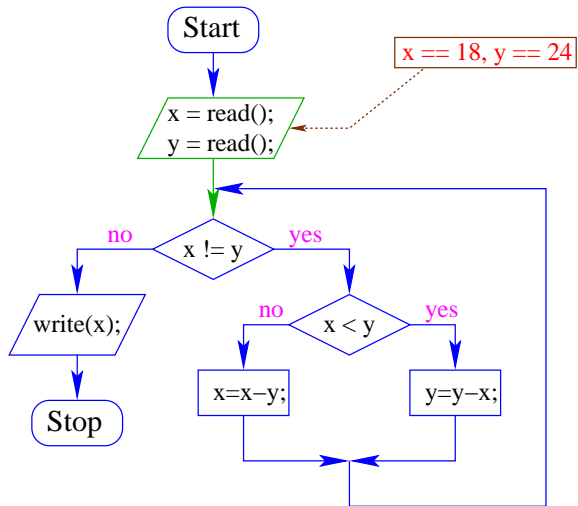 Start
x == 18, y == 24
x = read();
y = read();
no
x != y
yes
no
x < y
yes
write(x);
x=x−y;
y=y−x;
Stop